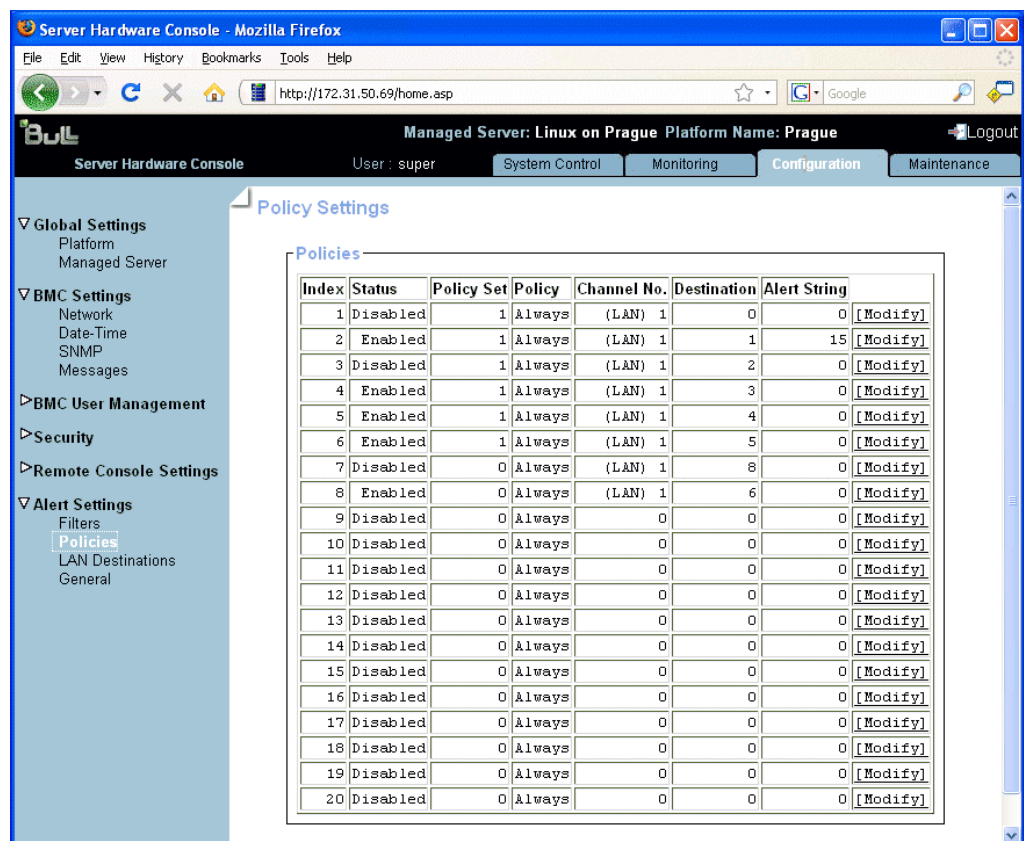 Server Hardware Console - Mozilla Firefox
File Edit View History Bookmarks Tools Help
http://172.31.50.69/home.asp G Google
Bull Managed Server: Linux on Prague Platform Name: Prague Logout
Server Hardware Console User : super System Control Monitoring Configuration Maintenance
Policy Settings
Global Settings
Platform
Managed Server
BMC Settings
Network
Date-Time
SNMP
Messages
BMC User Management
Security
Remote Console Settings
Alert Settings
Filters
Policies
LAN Destinations
General
Policies
Index Status Policy Set Policy Channel No. Destination Alert String
1 Disabled 1 Always (LAN) 1 0 0 [Modify]
2 Enabled 1 Always (LAN) 1 1 15 [Modify]
3 Disabled 1 Always (LAN) 1 2 0 [Modify]
4 Enabled 1 Always (LAN) 1 3 0 [Modify]
5 Enabled 1 Always (LAN) 1 4 0 [Modify]
6 Enabled 1 Always (LAN) 1 5 0 [Modify]
7 Disabled 0 Always (LAN) 1 8 0 [Modify]
8 Enabled 0 Always (LAN) 1 6 0 [Modify]
9 Disabled 0 Always 0 0 0 [Modify]
10 Disabled 0 Always 0 0 0 [Modify]
11 Disabled 0 Always 0 0 0 [Modify]
12 Disabled 0 Always 0 0 0 [Modify]
13 Disabled 0 Always 0 0 0 [Modify]
14 Disabled 0 Always 0 0 0 [Modify]
15 Disabled 0 Always 0 0 0 [Modify]
16 Disabled 0 Always 0 0 0 [Modify]
17 Disabled 0 Always 0 0 0 [Modify]
18 Disabled 0 Always 0 0 0 [Modify]
19 Disabled 0 Always 0 0 0 [Modify]
20 Disabled 0 Always 0 0 0 [Modify]